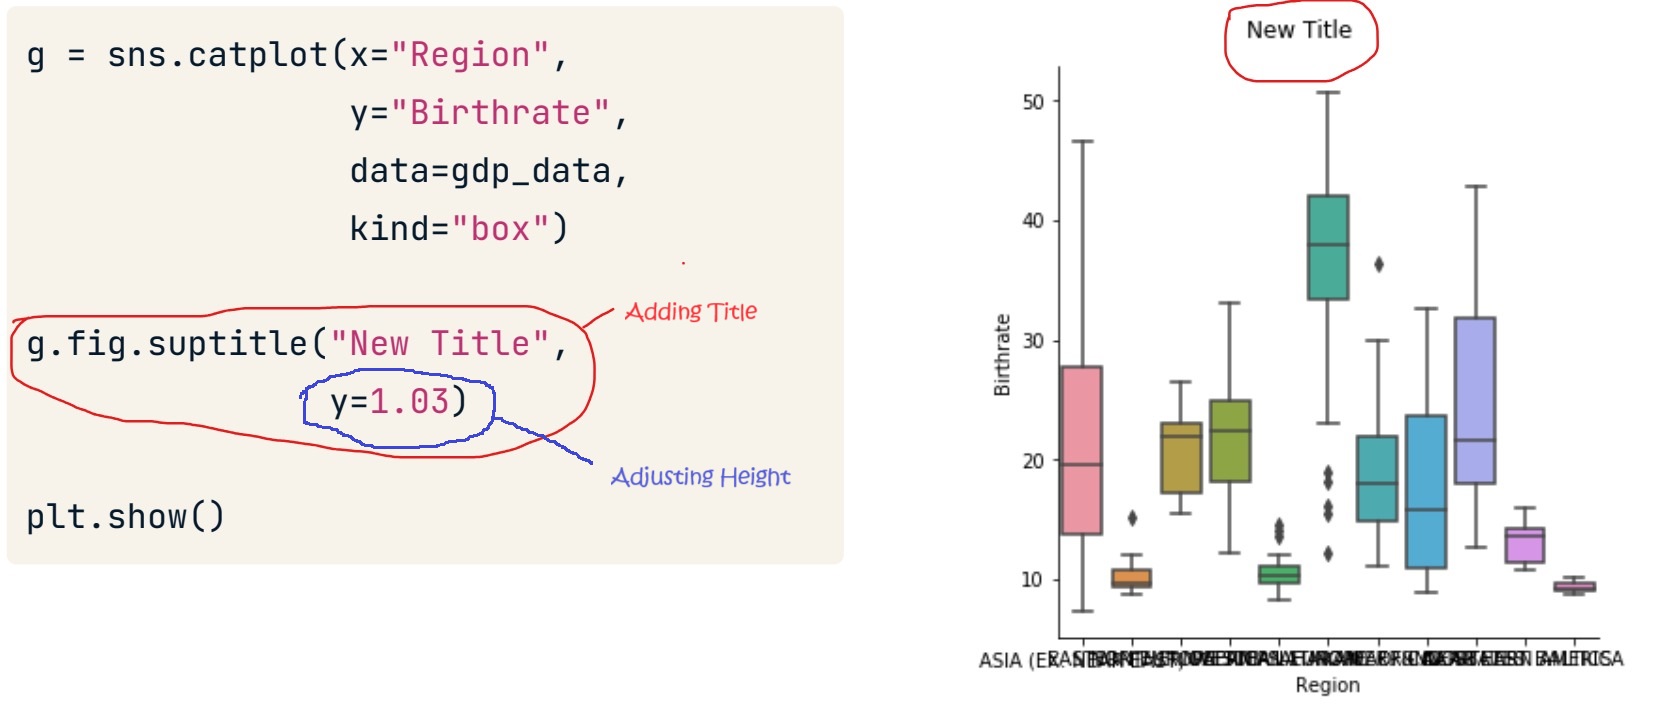 g = sns.catplot(x="Region",
y="Birthrate",
data=gdp_data,
kind="box")
g.fig.suptitle("New Title",
y=1.03)
plt.show()
Adding Title
Adjusting Height
New Title
50
40
30
20
10
Birthrate
ASIA (EX.
Region